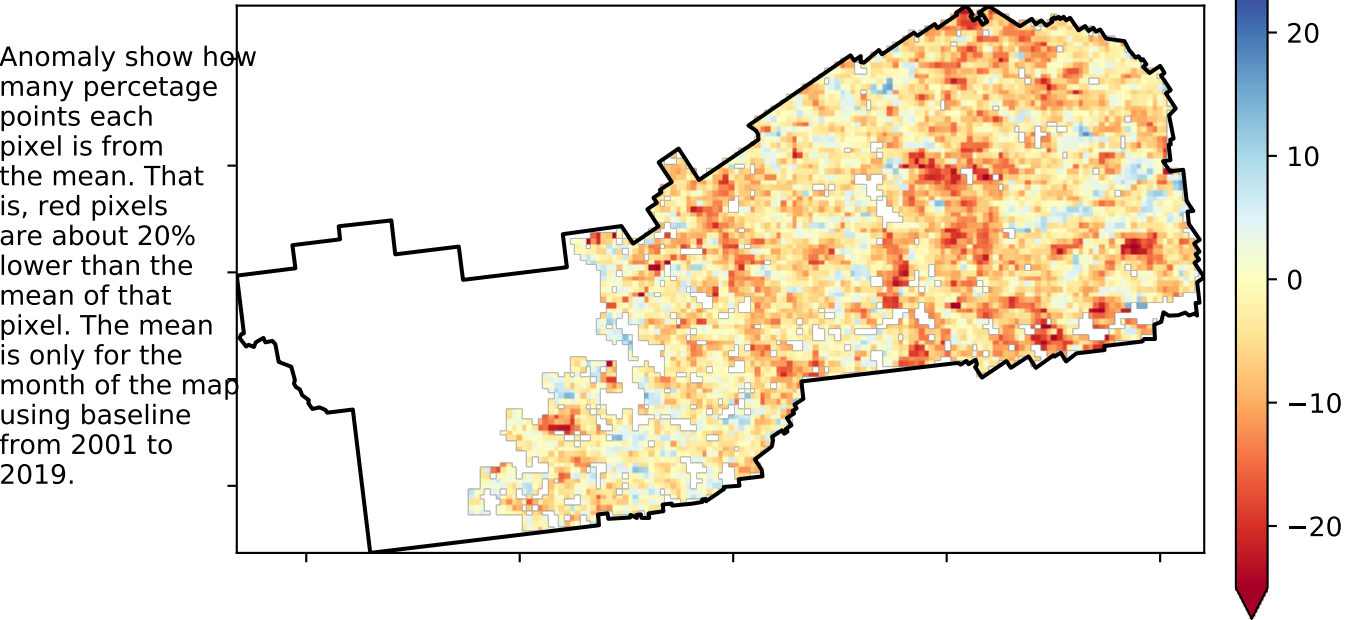 Anomaly show how
many percetage
points each
pixel is from
the mean. That
is, red pixels
are about 20%
lower than the
mean of that
pixel. The mean
is only for the
month of the map
using baseline
from 2001 to
2019.
20
10
0
−10
−20